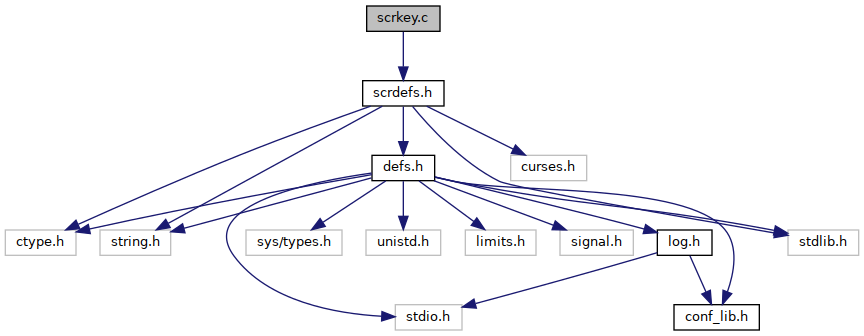 scrkey.c
scrdefs.h
defs.h
curses.h
ctype.h
string.h
sys/types.h
unistd.h
limits.h
signal.h
log.h
stdlib.h
stdio.h
conf_lib.h